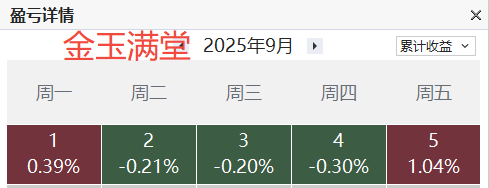 盈亏详情
金玉满堂
2025年9月
累计收益
周一 周二 周三 周四 周五
1 2 3 4 5
0.39% -0.21% -0.20% -0.30% 1.04%